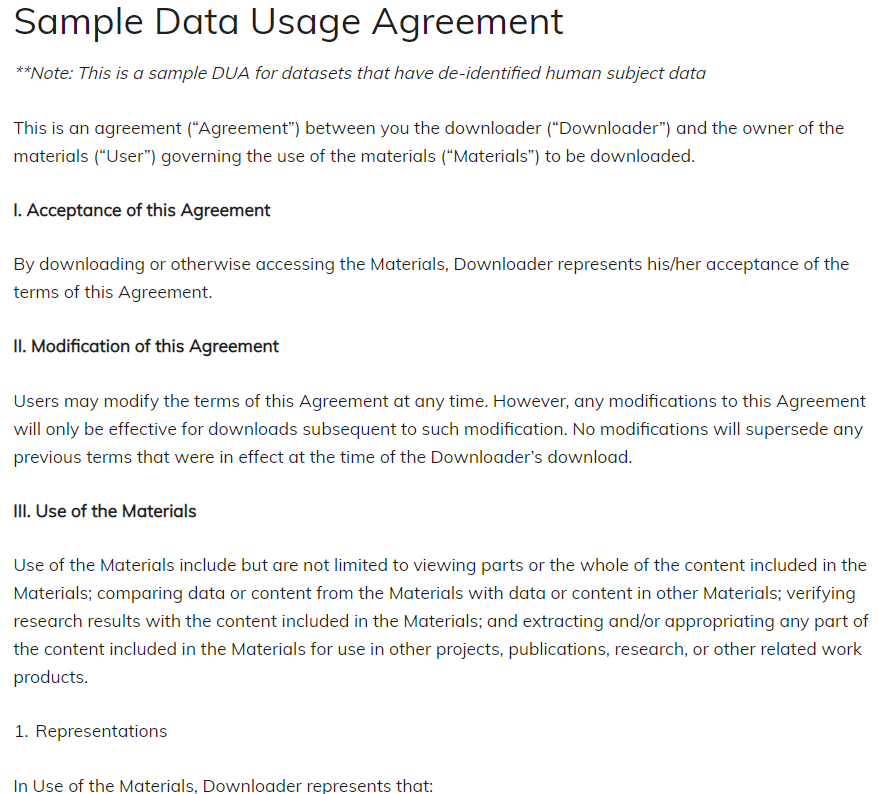 Sample Data Usage Agreement
**Note: This is a sample DUA for datasets that have de-identified human subject data
This is an agreement (“Agreement”) between you the downloader (“Downloader”) and the owner of the
materials (“User”) governing the use of the materials (“Materials”) to be downloaded.
I. Acceptance of this Agreement
By downloading or otherwise accessing the Materials, Downloader represents his/her acceptance of the
terms of this Agreement.
II. Modification of this Agreement
Users may modify the terms of this Agreement at any time. However, any modifications to this Agreement
will only be effective for downloads subsequent to such modification. No modifications will supersede any
previous terms that were in effect at the time of the Downloader’s download.
III. Use of the Materials
Use of the Materials include but are not limited to viewing parts or the whole of the content included in the
Materials; comparing data or content from the Materials with data or content in other Materials; verifying
research results with the content included in the Materials; and extracting and/or appropriating any part of
the content included in the Materials for use in other projects, publications, research, or other related work
products.
1. Representations
In Use of the Materials, Downloader represents that: